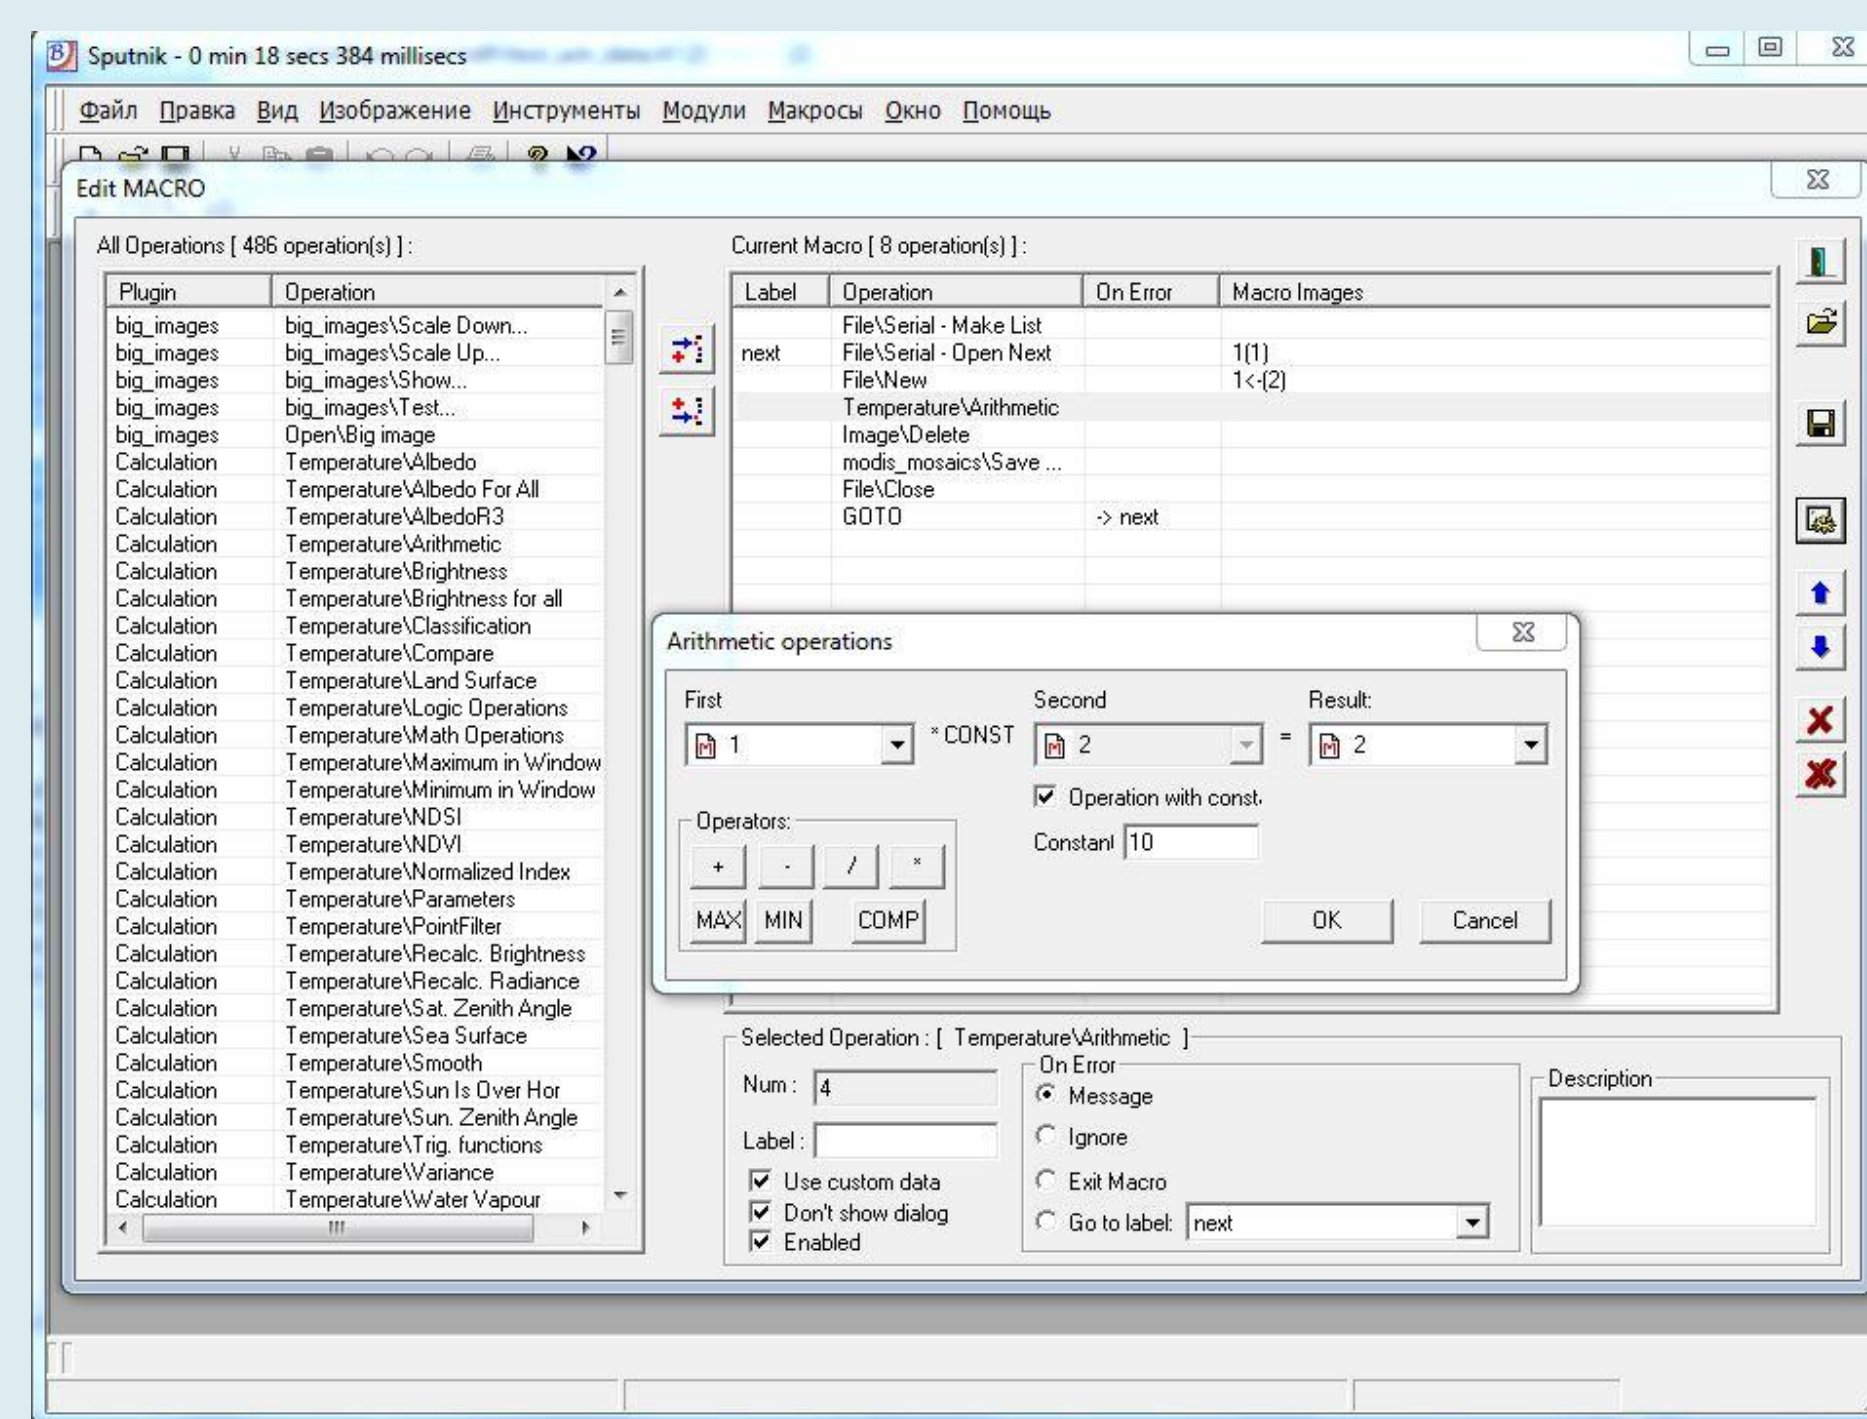 Sputnik - 0 min 18 secs 384 millisecs
Файл Правка Вид Изображение Инструменты Модули Макросы Окно Помощь
Edit MACRO
All Operations [ 486 operation(s) ] :
Plugin Operation
big_images big_images\Scale Down...
big_images big_images\Scale Up...
big_images big_images\Show...
big_images big_images\Test...
big_images Open\Big image
Calculation Temperature\Albedo
Calculation Temperature\Albedo For All
Calculation Temperature\AlbedoR3
Calculation Temperature\Arithmetic
Calculation Temperature\Brightness
Calculation Temperature\Brightness for all
Calculation Temperature\Classification
Calculation Temperature\Compare
Calculation Temperature\Land Surface
Calculation Temperature\Logic Operations
Calculation Temperature\Math Operations
Calculation Temperature\Maximum in Window
Calculation Temperature\Minimum in Window
Calculation Temperature\NDSI
Calculation Temperature\NDVI
Calculation Temperature\Normalized Index
Calculation Temperature\Parameters
Calculation Temperature\PointFilter
Calculation Temperature\Recalc. Brightness
Calculation Temperature\Recalc. Radiance
Calculation Temperature\Sat. Zenith Angle
Calculation Temperature\Sea Surface
Calculation Temperature\Smooth
Calculation Temperature\Sun Is Over Hor
Calculation Temperature\Sun. Zenith Angle
Calculation Temperature\Trig. functions
Calculation Temperature\Variance
Calculation Temperature\Water Vapour
Current Macro [ 8 operation(s) ] :
Label Operation On Error Macro Images
File\Serial - Make List
next File\Serial - Open Next 1(1)
File\New 1<-(2)
Temperature\Arithmetic
Image\Delete
modis_mosaics\Save ...
File\Close
GOTO -> next
Arithmetic operations
First Second Result:
1 * CONST 2 = 2
Operation with const.
Constant 10
Operators:
+ - / *
MAX MIN COMP
OK Cancel
Selected Operation : [ Temperature\Arithmetic ]
Num : 4
Label :
Use custom data
Don't show dialog
Enabled
On Error
Message
Ignore
Exit Macro
Go to label: next
Description